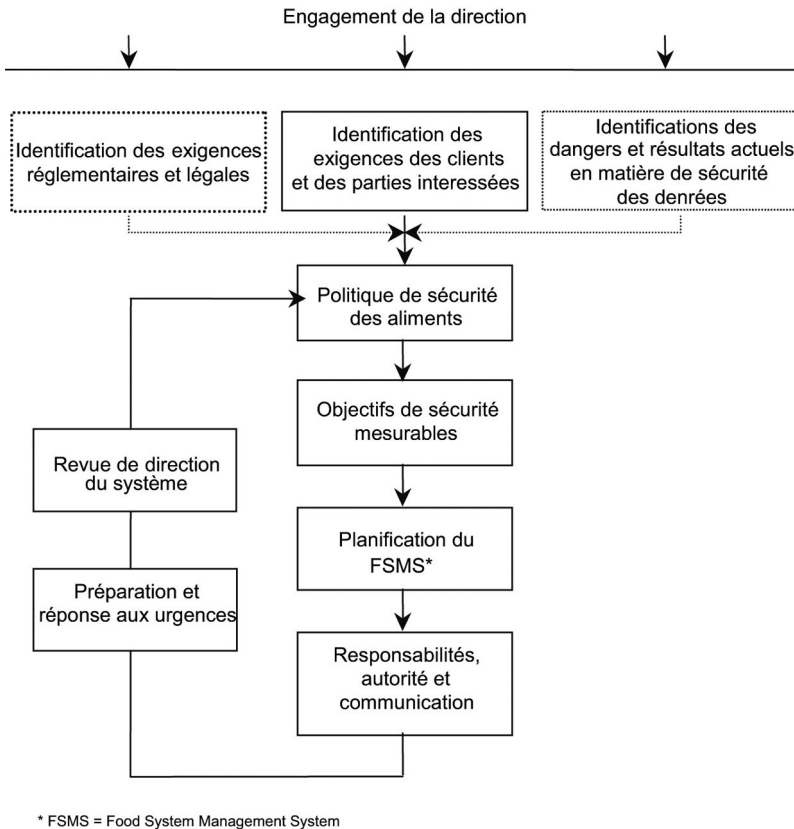 Engagement de la direction
Identification des exigences
réglementaires et légales
Identification des
exigences des clients
et des parties interessées
Identifications des
dangers et résultats actuels
en matière de sécurité
des denrées
Politique de sécurité
des aliments
Objectifs de sécurité
mesurables
Revue de direction
du système
Planification du
FSMS*
Préparation et
réponse aux urgences
Responsabilités,
autorité et
communication
* FSMS = Food System Management System